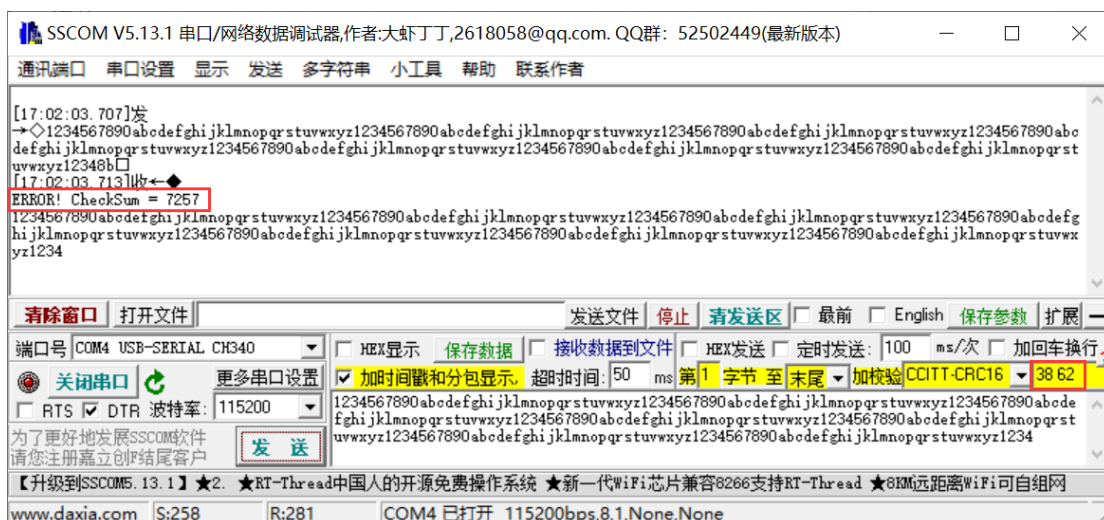 SSCOM V5.13.1 串口/网络数据调试器,作者:大虾丁丁,2618058@qq.com. QQ群: 52502449(最新版本)
通讯端口 串口设置 显示 发送 多字符串 小工具 帮助 联系作者
[17:02:03.707]发
→◇1234567890abcdefghijklmnopqrstuvwxyz1234567890abcdefghijklmnopqrstuvwxyz1234567890abcdefghijklmnopqrstuvwxyz1234567890abc
defghijklmnopqrstuvwxyz1234567890abcdefghijklmnopqrstuvwxyz1234567890abcdefghijklmnopqrstuvwxyz1234567890abcdefghijklmnopqrst
uvwxyz12348b□
[17:02:03.713]收←◆
ERROR! CheckSum = 7257
1234567890abcdefghijklmnopqrstuvwxyz1234567890abcdefghijklmnopqrstuvwxyz1234567890abcdefghijklmnopqrstuvwxyz1234567890abcdefg
hijklmnopqrstuvwxyz1234567890abcdefghijklmnopqrstuvwxyz1234567890abcdefghijklmnopqrstuvwxyz1234567890abcdefghijklmnopqrstuvwx
yz1234
清除窗口 打开文件 发送文件 停止 清发送区 最前 English 保存参数 扩展
端口号 COM4 USB-SERIAL CH340 HEX显示 保存数据 接收数据到文件 HEX发送 定时发送: 100 ms/次 加回车换行
关闭串口 更多串口设置 加时间戳和分包显示, 超时时间: 50 ms 第1 字节 至 末尾 加校验 CCITT-CRC16 38 62
RTS DTR 波特率: 115200
1234567890abcdefghijklmnopqrstuvwxyz1234567890abcdefghijklmnopqrstuvwxyz1234567890abcde
fghijklmnopqrstuvwxyz1234567890abcdefghijklmnopqrstuvwxyz1234567890abcdefghijklmnopqrst
uvwxyz1234567890abcdefghijklmnopqrstuvwxyz1234567890abcdefghijklmnopqrstuvwxyz1234
为了更好地发展SSCOM软件
请您注册嘉立创F结尾客户
发 送
【升级到SSCOM5.13.1】★2. ★RT-Thread中国人的开源免费操作系统 ★新一代WiFi芯片兼容8266支持RT-Thread ★8KM远距离WiFi可自组网
www.daxia.com S:258 R:281 COM4 已打开 115200bps,8,1,None,None